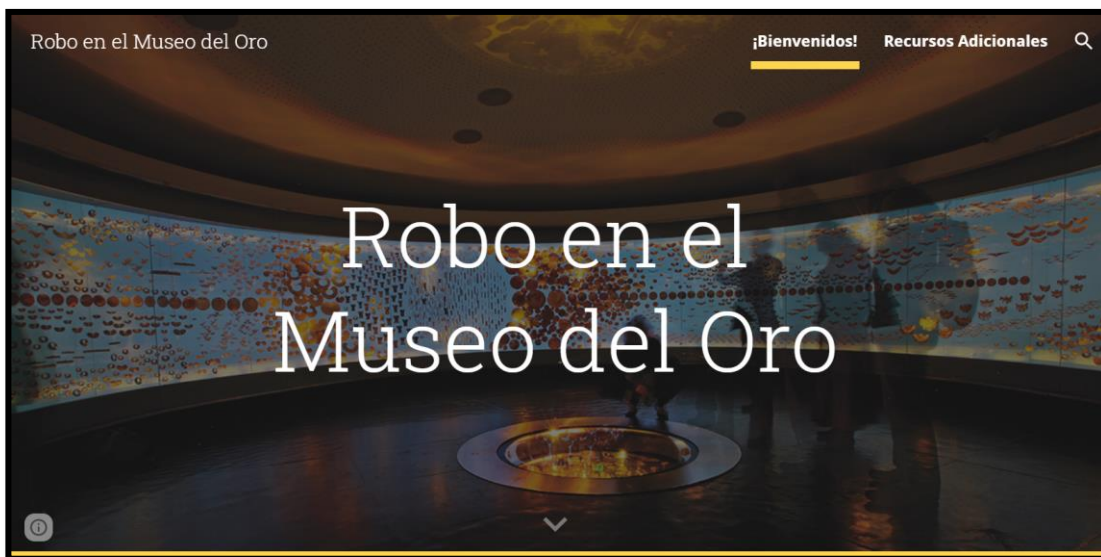 Robo en el Museo del Oro
¡Bienvenidos!
Recursos Adicionales
Robo en el
Museo del Oro